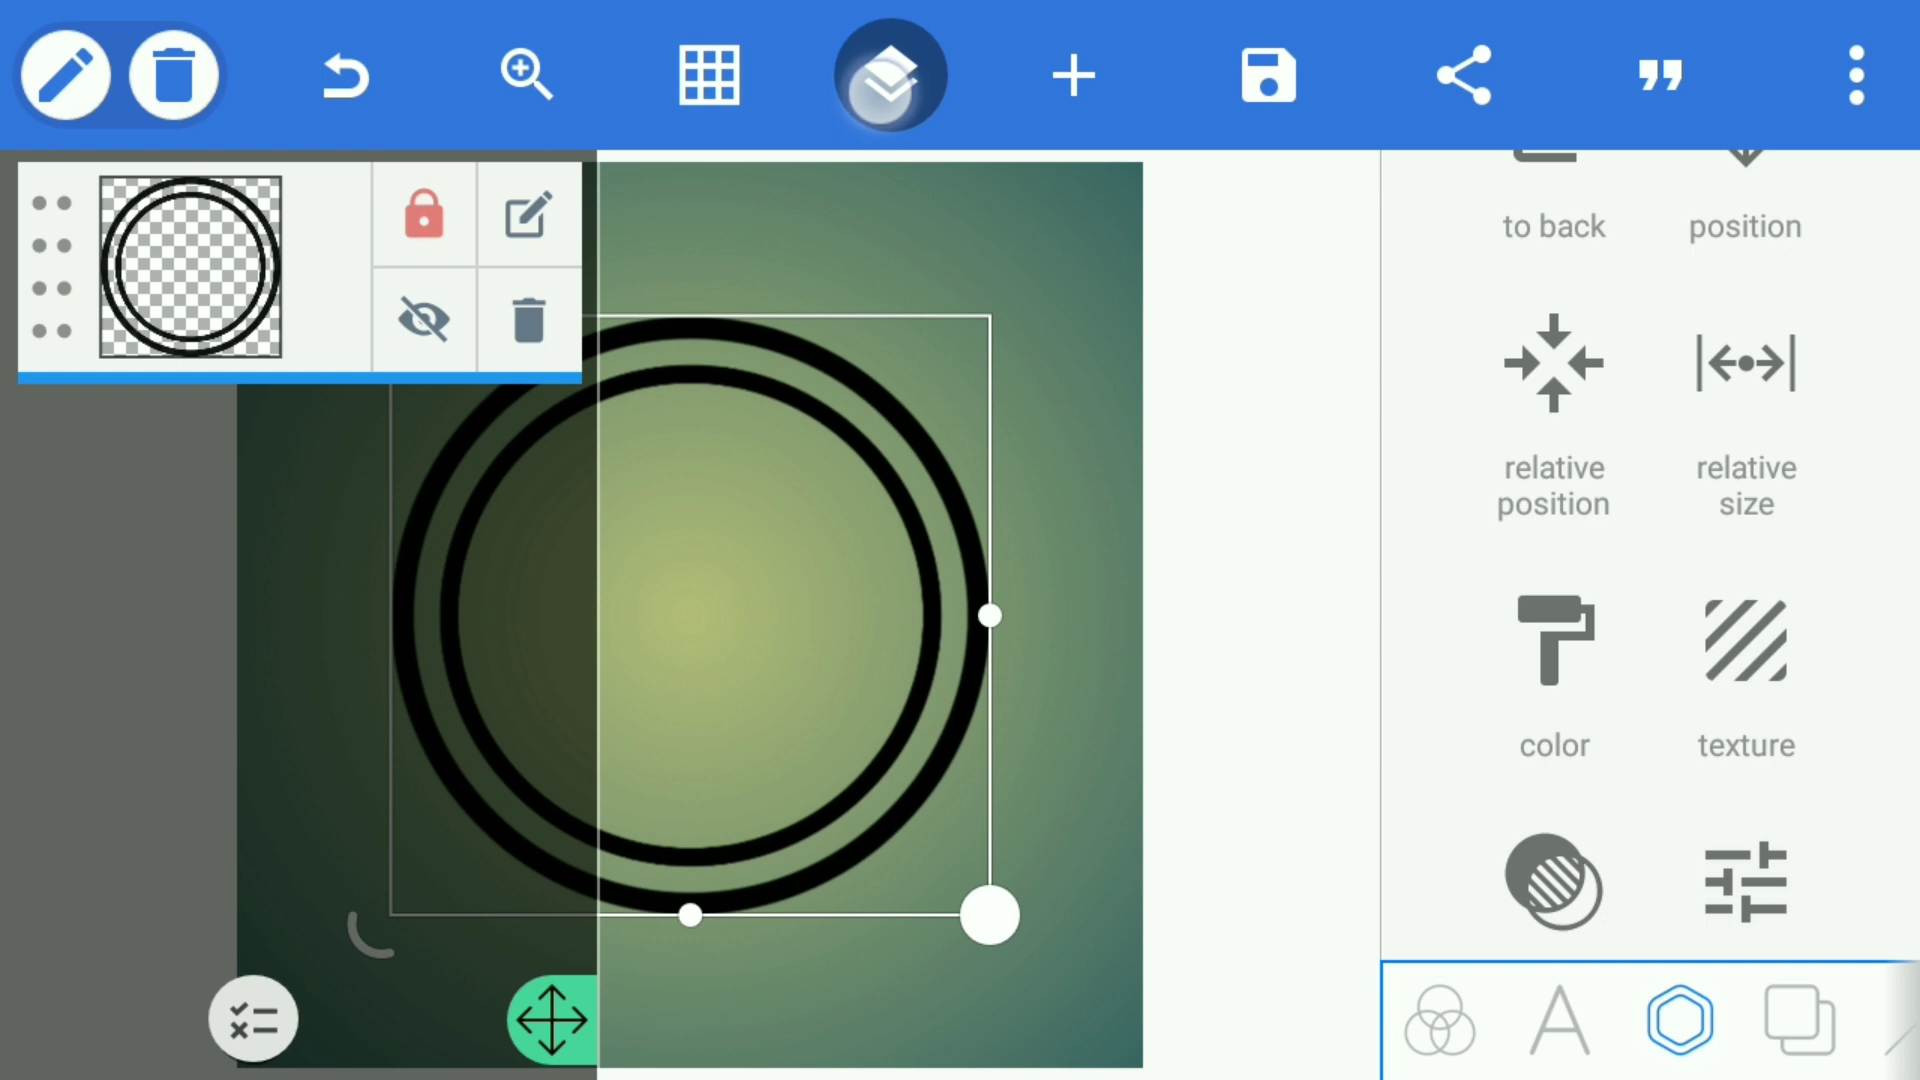 to back
position
relative
position
relative
size
color
texture